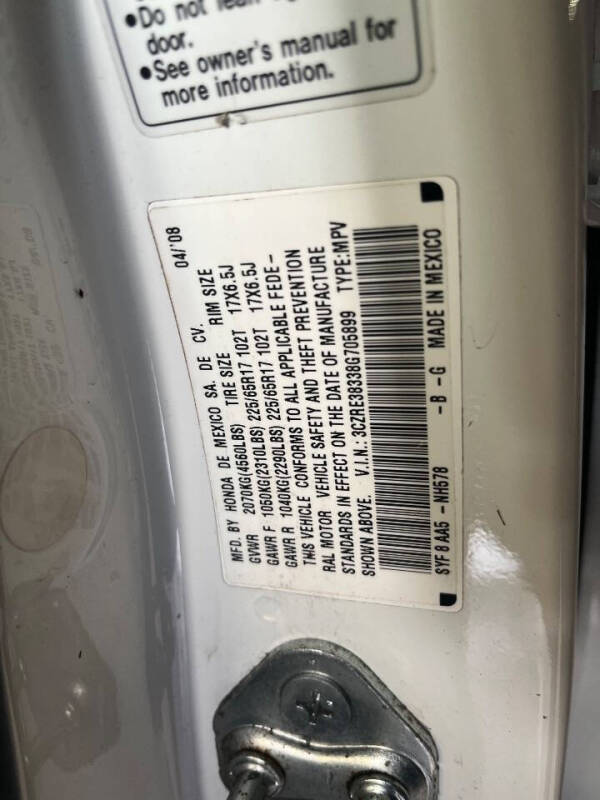 •Do not
door.
•See owner's manual for
more information.
04/'08
MFD. BY HONDA DE MEXICO SA. DE CV.
GVWR 2070KG(4560LBS) TIRE SIZE RIM SIZE
GAWR F 1050KG(2310LBS) 225/65R17 102T 17X6.5J
GAWR R 1040KG(2290LBS) 225/65R17 102T 17X6.5J
THIS VEHICLE CONFORMS TO ALL APPLICABLE FEDE-
RAL MOTOR VEHICLE SAFETY AND THEFT PREVENTION
STANDARDS IN EFFECT ON THE DATE OF MANUFACTURE
SHOWN ABOVE. V.I.N.: 3CZRE38338G705899 TYPE:MPV
SYF 8 AA5 -NH578 -B -G MADE IN MEXICO